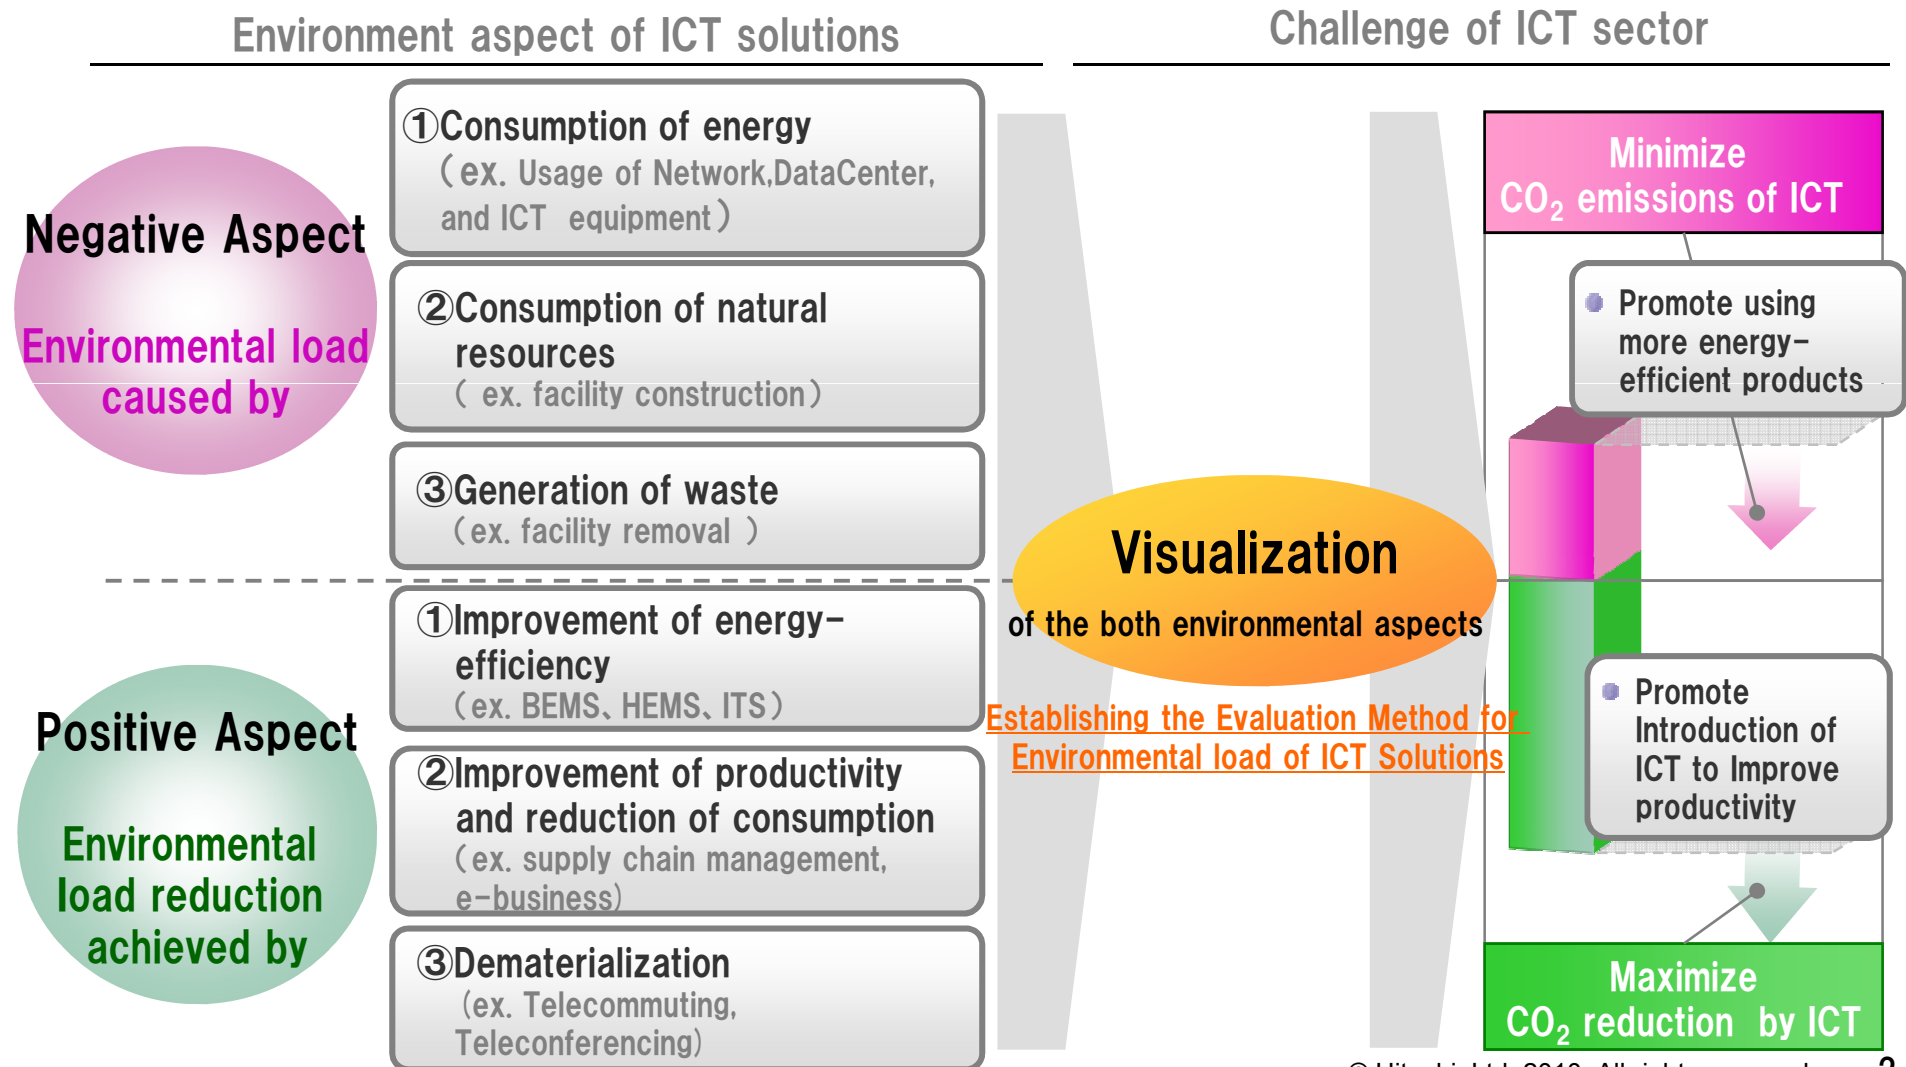 Environment aspect of ICT solutions
Challenge of ICT sector
Negative Aspect
Environmental load
caused by
①Consumption of energy
(ex. Usage of Network,DataCenter,
and ICT equipment)
②Consumption of natural
resources
( ex. facility construction)
③Generation of waste
(ex. facility removal )
Positive Aspect
Environmental
load reduction
achieved by
①Improvement of energy-
efficiency
(ex. BEMS、HEMS、ITS)
②Improvement of productivity
and reduction of consumption
(ex. supply chain management,
e-business)
③Dematerialization
(ex. Telecommuting,
Teleconferencing)
Visualization
of the both environmental aspects
Establishing the Evaluation Method for
Environmental load of ICT Solutions
Minimize
CO2 emissions of ICT
Promote using
more energy-
efficient products
Promote
Introduction of
ICT to Improve
productivity
Maximize
CO2 reduction by ICT